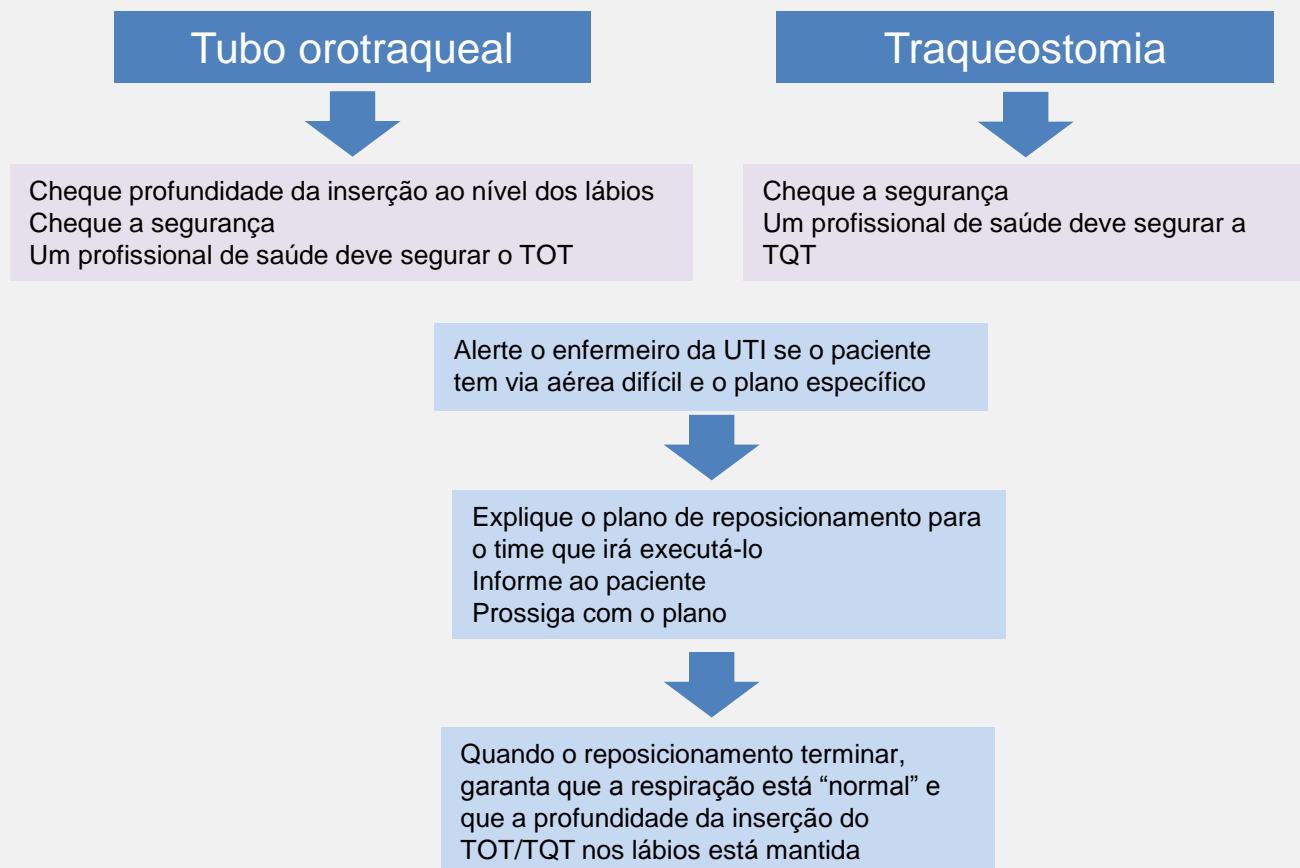 Tubo orotraqueal
Traqueostomia
Cheque profundidade da inserção ao nível dos lábios
Cheque a segurança
Um profissional de saúde deve segurar o TOT
Cheque a segurança
Um profissional de saúde deve segurar a
TQT
Alerte o enfermeiro da UTI se o paciente
tem via aérea difícil e o plano específico
Explique o plano de reposicionamento para
o time que irá executá-lo
Informe ao paciente
Prossiga com o plano
Quando o reposicionamento terminar,
garanta que a respiração está “normal” e
que a profundidade da inserção do
TOT/TQT nos lábios está mantida